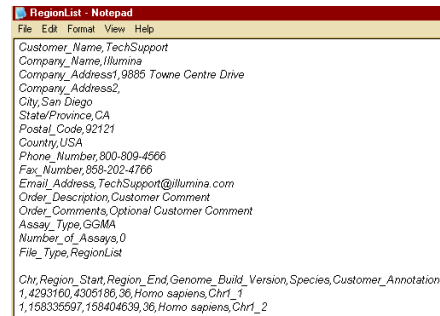 RegionList - Notepad
File Edit Format View Help
Customer_Name,TechSupport
Company_Name,Illumina
Company_Address1,9885 Towne Centre Drive
Company_Address2,
City,San Diego
State/Province,CA
Postal_Code,92121
Country,USA
Phone_Number,800-809-4566
Fax_Number,858-202-4766
Email_Address,TechSupport@illumina.com
Order_Description,Customer Comment
Order_Comments,Optional Customer Comment
Assay_Type,GGMA
Number_of_Assays,0
File_Type,RegionList
Chr,Region_Start,Region_End,Genome_Build_Version,Species,Customer_Annotation
1,4293160,4305186,36,Homo sapiens,Chr1_1
1,158335597,158404639,36,Homo sapiens,Chr1_2